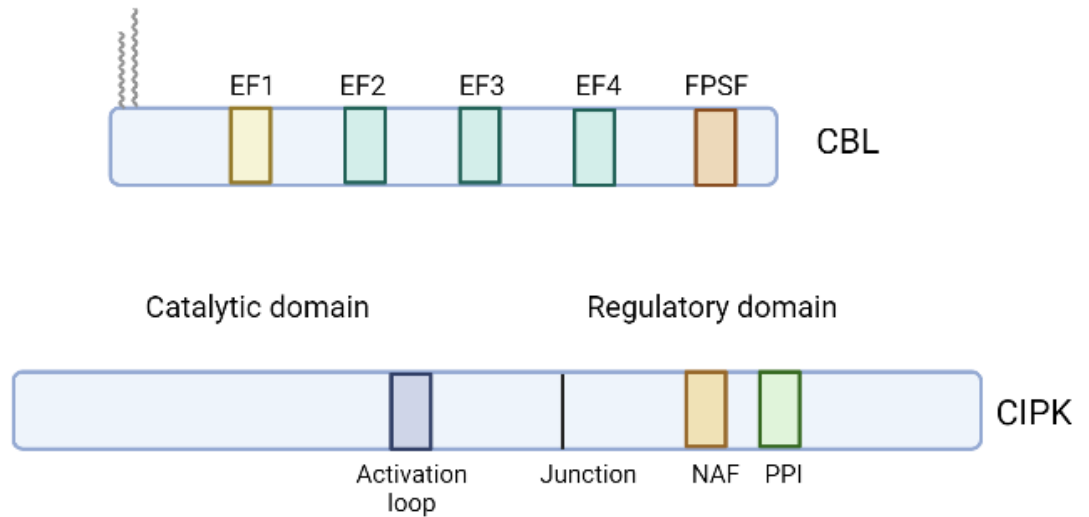 EF1 EF2 EF3 EF4 FPSF
CBL
Catalytic domain Regulatory domain
CIPK
Activation loop Junction NAF PPI